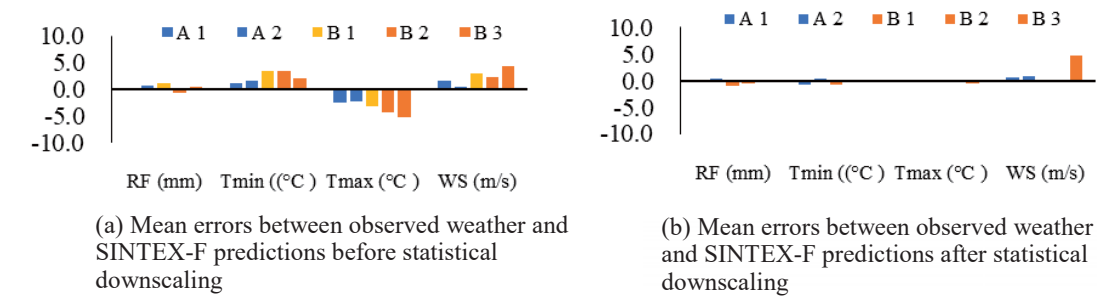 A 1 A 2 B 1 B 2 B 3
10.0
5.0
0.0
-5.0
-10.0
RF (mm) Tmin ((°C ) Tmax (°C ) WS (m/s)
(a) Mean errors between observed weather and
SINTEX-F predictions before statistical
downscaling
A 1 A 2 B 1 B 2 B 3
10.0
5.0
0.0
-5.0
-10.0
RF (mm) Tmin ((°C ) Tmax (°C ) WS (m/s)
(b) Mean errors between observed weather
and SINTEX-F predictions after statistical
downscaling